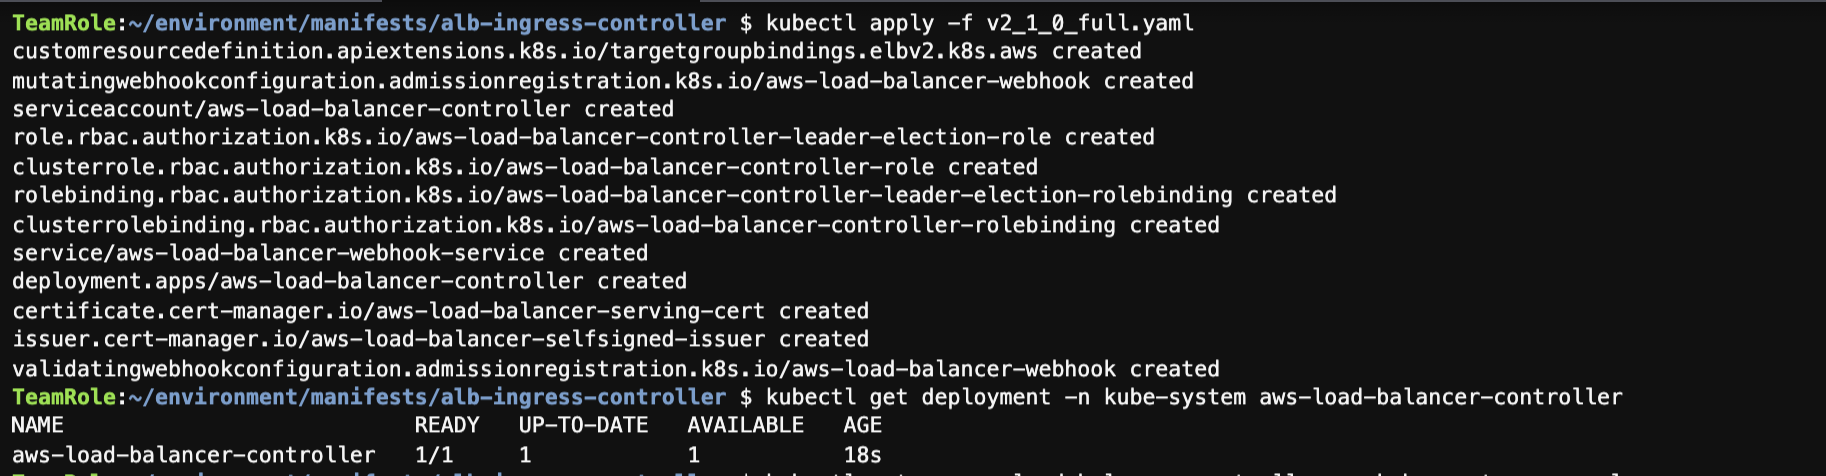 TeamRole:~/environment/manifests/alb-ingress-controller $ kubectl apply -f v2_1_0_full.yaml
customresourcedefinition.apiextensions.k8s.io/targetgroupbindings.elbv2.k8s.aws created
mutatingwebhookconfiguration.admissionregistration.k8s.io/aws-load-balancer-webhook created
serviceaccount/aws-load-balancer-controller created
role.rbac.authorization.k8s.io/aws-load-balancer-controller-leader-election-role created
clusterrole.rbac.authorization.k8s.io/aws-load-balancer-controller-role created
rolebinding.rbac.authorization.k8s.io/aws-load-balancer-controller-leader-election-rolebinding created
clusterrolebinding.rbac.authorization.k8s.io/aws-load-balancer-controller-rolebinding created
service/aws-load-balancer-webhook-service created
deployment.apps/aws-load-balancer-controller created
certificate.cert-manager.io/aws-load-balancer-serving-cert created
issuer.cert-manager.io/aws-load-balancer-selfsigned-issuer created
validatingwebhookconfiguration.admissionregistration.k8s.io/aws-load-balancer-webhook created
TeamRole:~/environment/manifests/alb-ingress-controller $ kubectl get deployment -n kube-system aws-load-balancer-controller
NAME READY UP-TO-DATE AVAILABLE AGE
aws-load-balancer-controller 1/1 1 1 18s